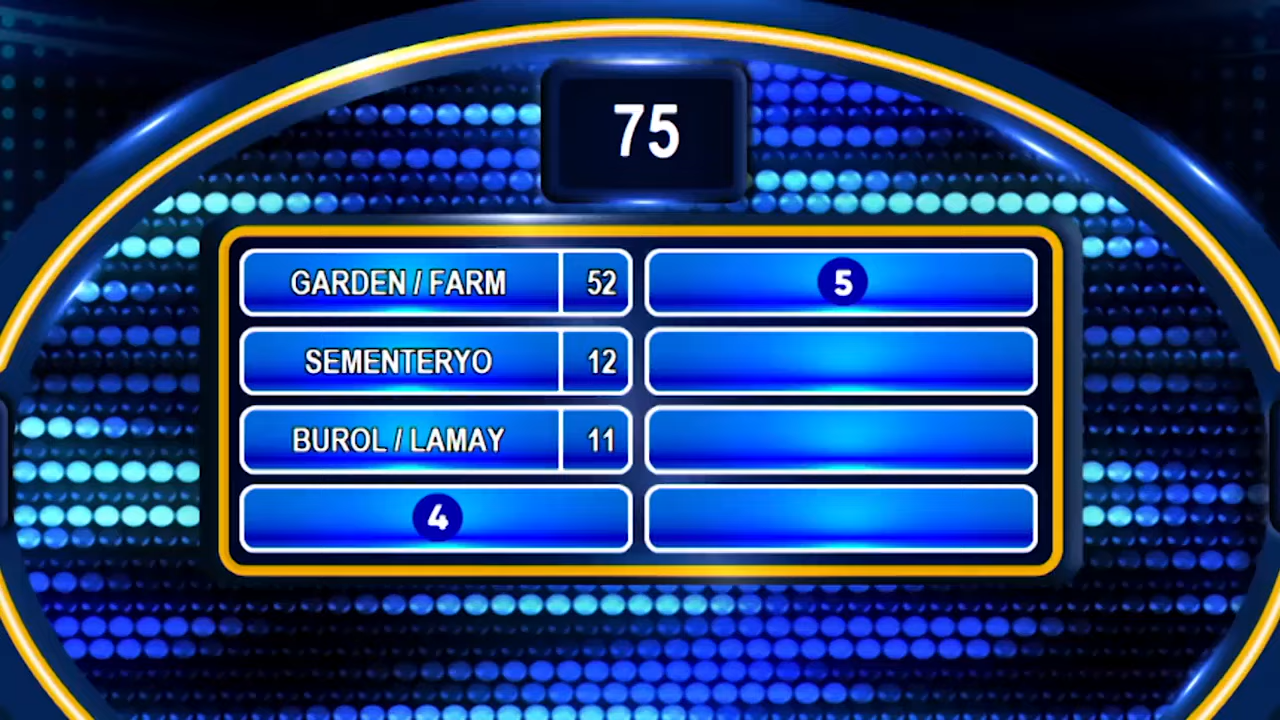 75
GARDEN / FARM 52
5
SEMENTERYO 12
BUROL / LAMAY 11
4